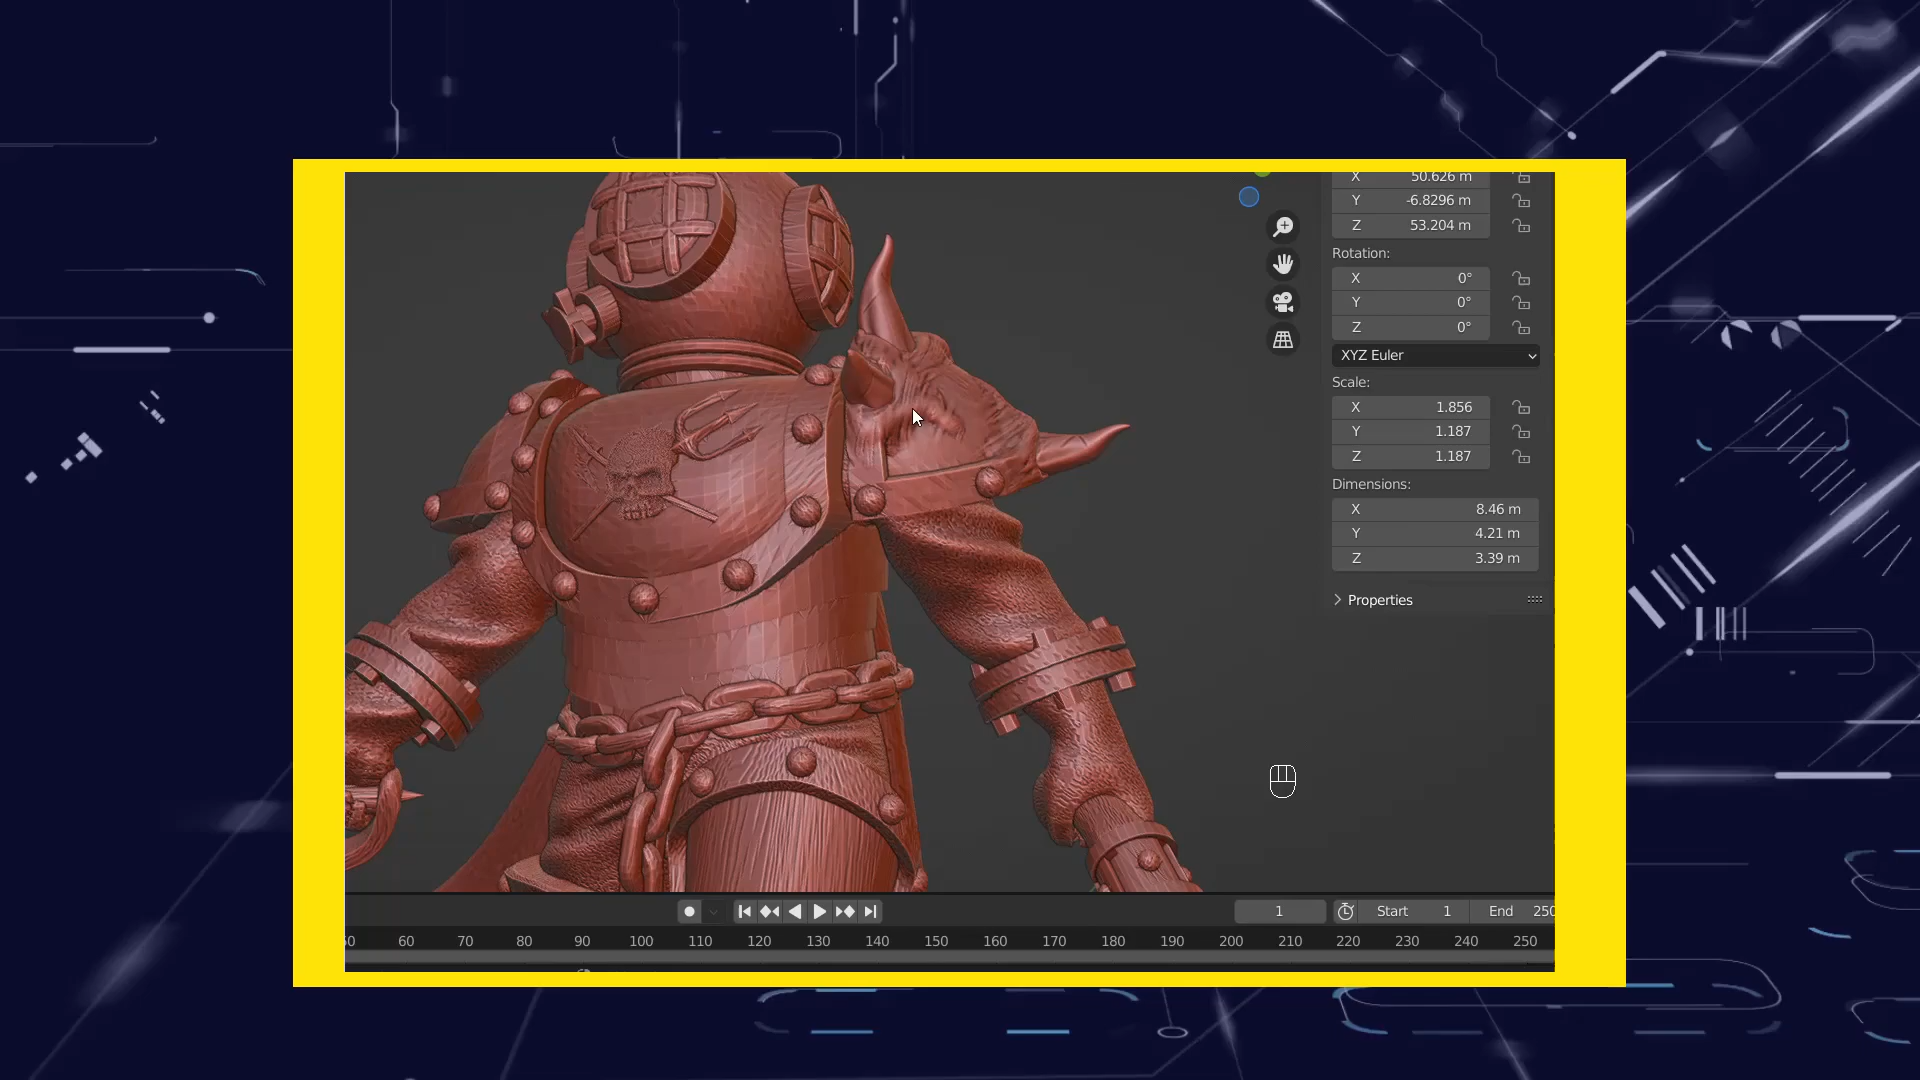 X 50.626 m
Y -6.8296 m
Z 53.204 m
Rotation:
X 0°
Y 0°
Z 0°
XYZ Euler
Scale:
X 1.856
Y 1.187
Z 1.187
Dimensions:
X 8.46 m
Y 4.21 m
Z 3.39 m
Properties
1 Start 1 End 250
50 60 70 80 90 100 110 120 130 140 150 160 170 180 190 200 210 220 230 240 250